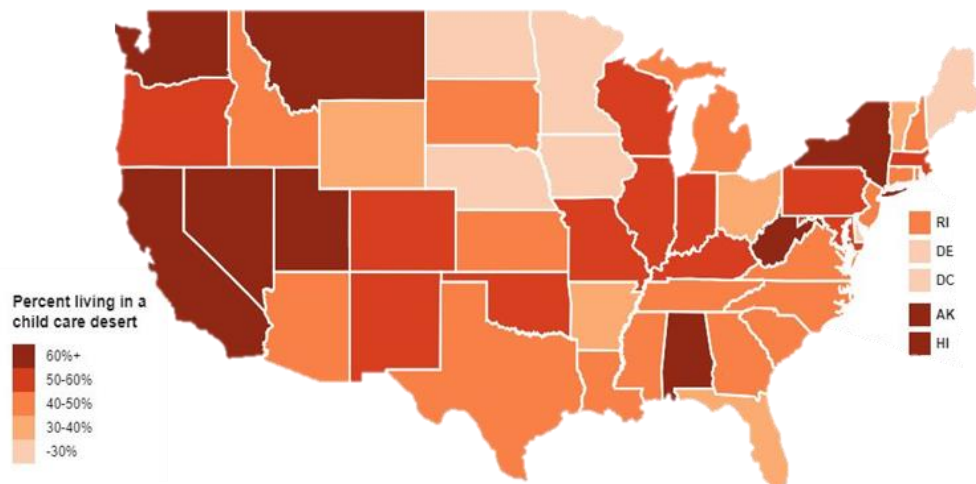 RI
DE
DC
AK
HI
Percent living in a
child care desert
60%+
50-60%
40-50%
30-40%
-30%